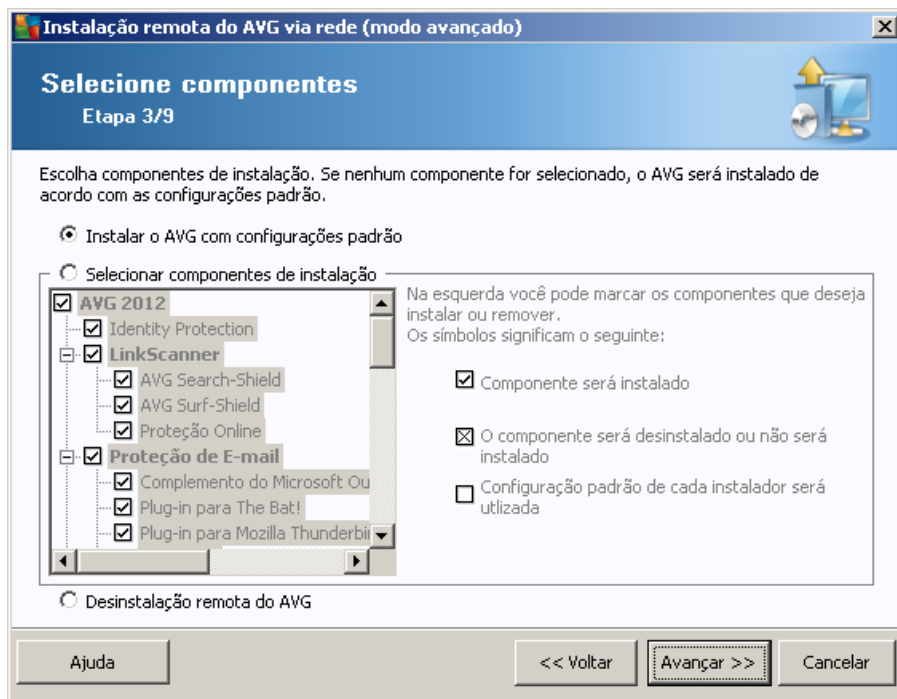 Instalação remota do AVG via rede (modo avançado)
Selecione componentes
Etapa 3/9
Escolha componentes de instalação. Se nenhum componente for selecionado, o AVG será instalado de
acordo com as configurações padrão.
Instalar o AVG com configurações padrão
Selecionar componentes de instalação
AVG 2012
Identity Protection
LinkScanner
AVG Search-Shield
AVG Surf-Shield
Proteção Online
Proteção de E-mail
Complemento do Microsoft Ou
Plug-in para The Bat!
Plug-in para Mozilla Thunderbir
Na esquerda você pode marcar os componentes que deseja
instalar ou remover.
Os símbolos significam o seguinte:
Componente será instalado
O componente será desinstalado ou não será
instalado
Configuração padrão de cada instalador será
utlizada
Desinstalação remota do AVG
Ajuda
<< Voltar
Avançar >>
Cancelar